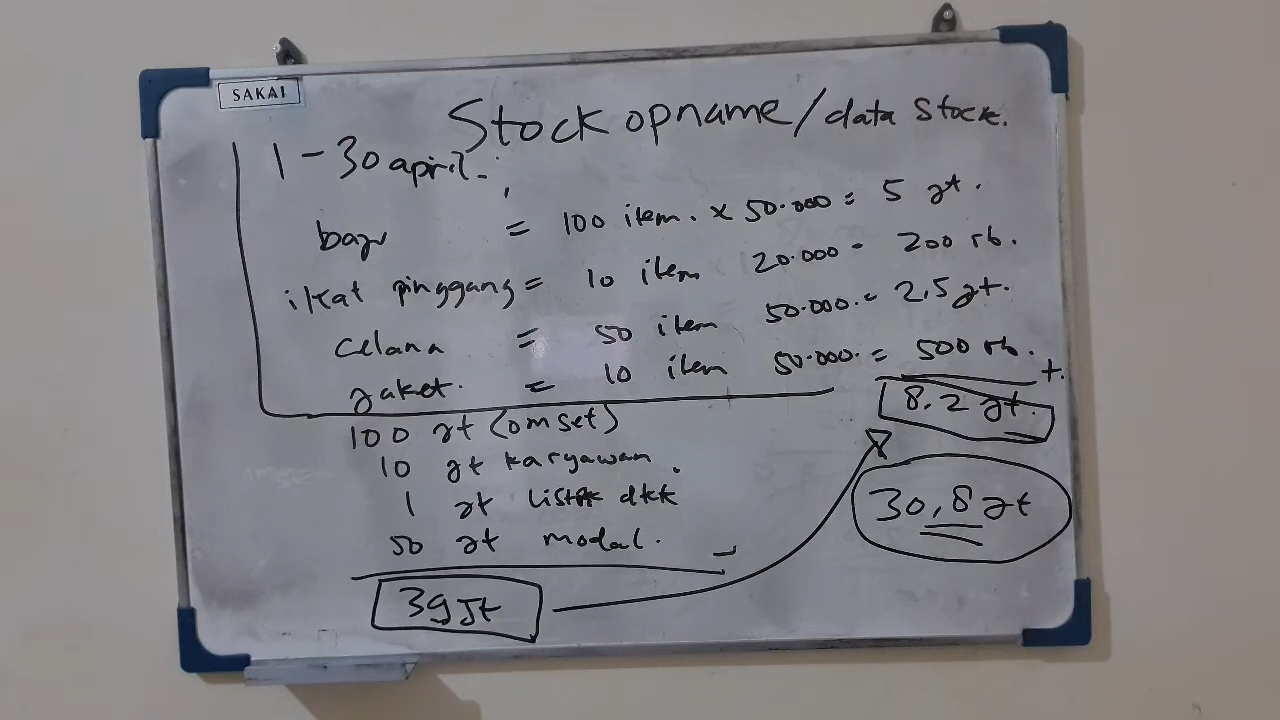 SAKAI
Stock opname/data stock.
1-30 april.
baju = 100 item. x 50.000 = 5 jt.
ikat pinggang = 10 item 20.000 = 200 rb.
celana = 50 item 50.000. = 2,5 jt.
jaket. = 10 item 50.000. = 500 rb. +
8.2 jt.
100 jt (omset)
10 jt karyawan.
1 jt listrik dkk
50 jt modal. -
39 Jt
30,8 jt